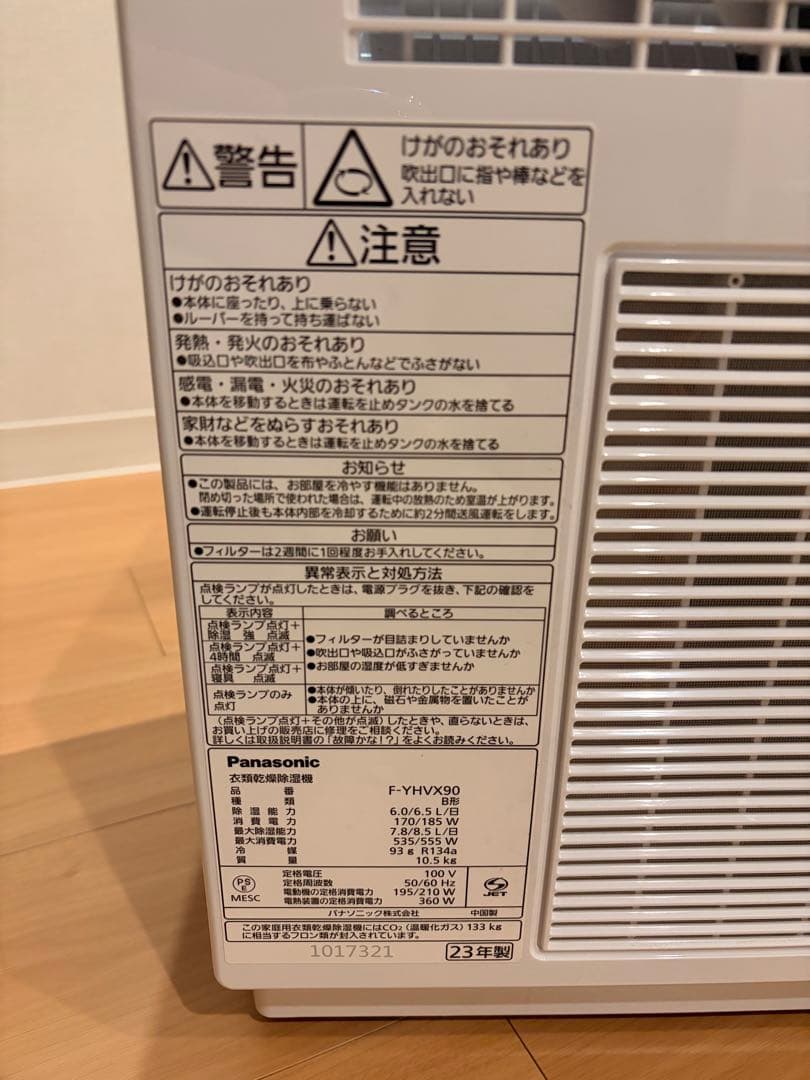 警告
けがのおそれあり
吹出口に指や棒などを
入れない
注意
けがのおそれあり
●本体に座ったり、上に乗らない
●ルーバーを持って持ち運ばない
発熱・発火のおそれあり
●吸込口や吹出口を布やふとんなどでふさがない
感電・漏電・火災のおそれあり
●本体を移動するときは運転を止めタンクの水を捨てる
家財などをぬらすおそれあり
●本体を移動するときは運転を止めタンクの水を捨てる
お知らせ
●この製品には、お部屋を冷やす機能はありません。
閉め切った場所で使われた場合は、運転中の放熱のため室温が上がります。
●運転停止後も本体内部を冷却するために約2分間送風運転をします。
お願い
●フィルターは2週間に1回程度お手入れしてください。
異常表示と対処方法
点検ランプが点灯したときは、電源プラグを抜き、下記の確認を
してください。
表示内容 調べるところ
点検ランプ点灯+
除湿 強 点滅
点検ランプ点灯+
4時間 点滅
点検ランプ点灯+
寝具 点滅
●フィルターが目詰まりしていませんか
●吹出口や吸込口がふさがっていませんか
●お部屋の湿度が低すぎませんか
点検ランプのみ
点灯
●本体が傾いたり、倒れたりしたことがありませんか
●本体の上に、磁石や金属物を置いたことが
ありませんか
(点検ランプ点灯+その他が点滅)したときや、直らないときは、
お買い上げの販売店に修理をご相談ください。
詳しくは取扱説明書の「故障かな!?」をよくお読みください。
Panasonic
衣類乾燥除湿機
品番 F-YHVX90
種類 B形
除湿能力 6.0/6.5 L/日
消費電力 170/185 W
最大除湿能力 7.8/8.5 L/日
最大消費電力 535/555 W
冷媒 93 g R134a
質量 10.5 kg
PS
E
MESC
定格電圧 100 V
定格周波数 50/60 Hz
電動機の定格消費電力 195/210 W
電熱装置の定格消費電力 360 W
JET
パナソニック株式会社 中国製
この家庭用衣類乾燥除湿機にはCO₂(温暖化ガス)133 kg
に相当するフロン類が封入されています。
1017321 23年製